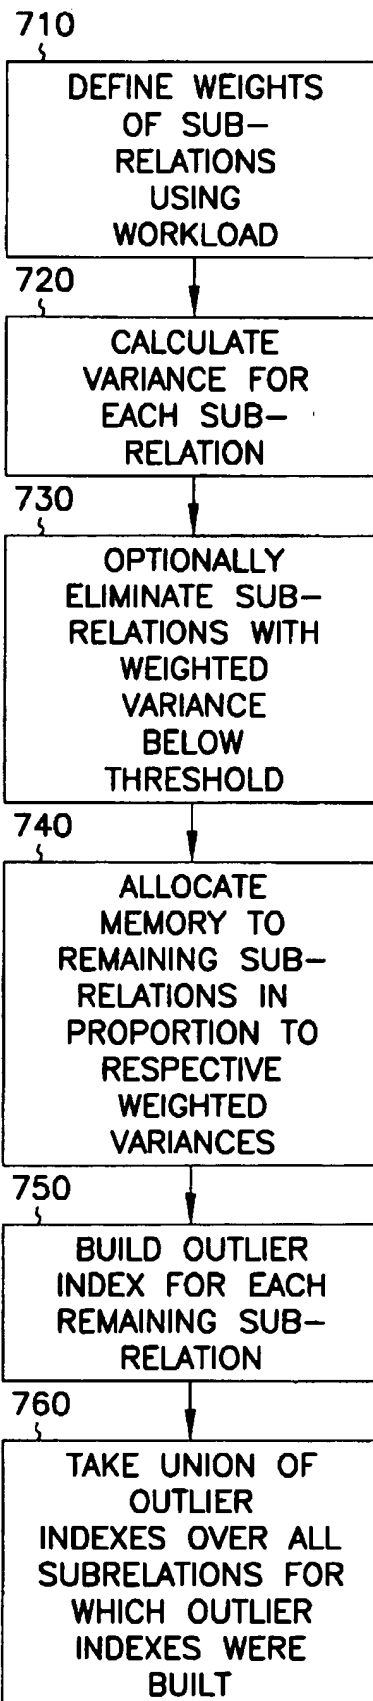 710
DEFINE WEIGHTS
OF SUB-
RELATIONS
USING
WORKLOAD
720
CALCULATE
VARIANCE FOR
EACH SUB-
RELATION
730
OPTIONALLY
ELIMINATE SUB-
RELATIONS WITH
WEIGHTED
VARIANCE
BELOW
THRESHOLD
740
ALLOCATE
MEMORY TO
REMAINING SUB-
RELATIONS IN
PROPORTION TO
RESPECTIVE
WEIGHTED
VARIANCES
750
BUILD OUTLIER
INDEX FOR EACH
REMAINING SUB-
RELATION
760
TAKE UNION OF
OUTLIER
INDEXES OVER ALL
SUBRELATIONS FOR
WHICH OUTLIER
INDEXES WERE
BUILT